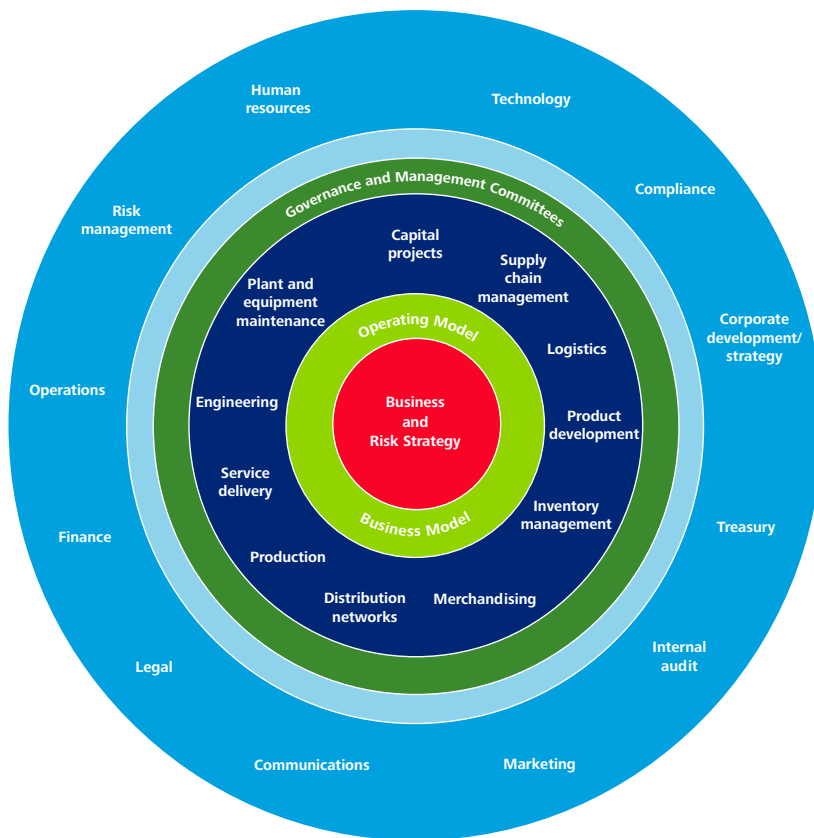 Human
resources
Technology
Compliance
Risk
management
Governance and Management Committees
Capital
projects
Supply
chain
management
Plant and
equipment
maintenance
Operating Model
Logistics
Corporate
development/
strategy
Operations
Engineering
Business
and
Risk Strategy
Product
development
Service
delivery
Inventory
management
Business Model
Finance
Treasury
Production
Distribution
networks
Merchandising
Legal
Internal
audit
Communications
Marketing